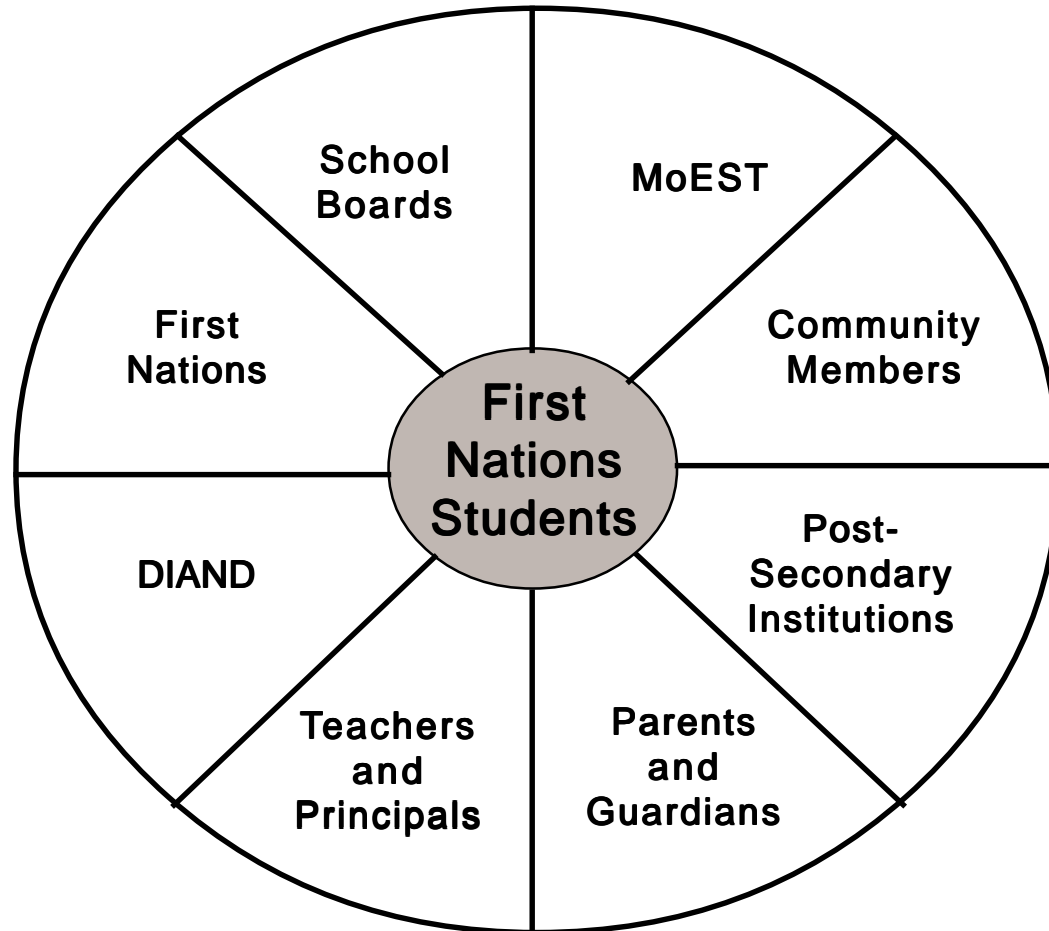 School
Boards
MoEST
First
Nations
Community
Members
First
Nations
Students
DIAND
Post-
Secondary
Institutions
Teachers
and
Principals
Parents
and
Guardians